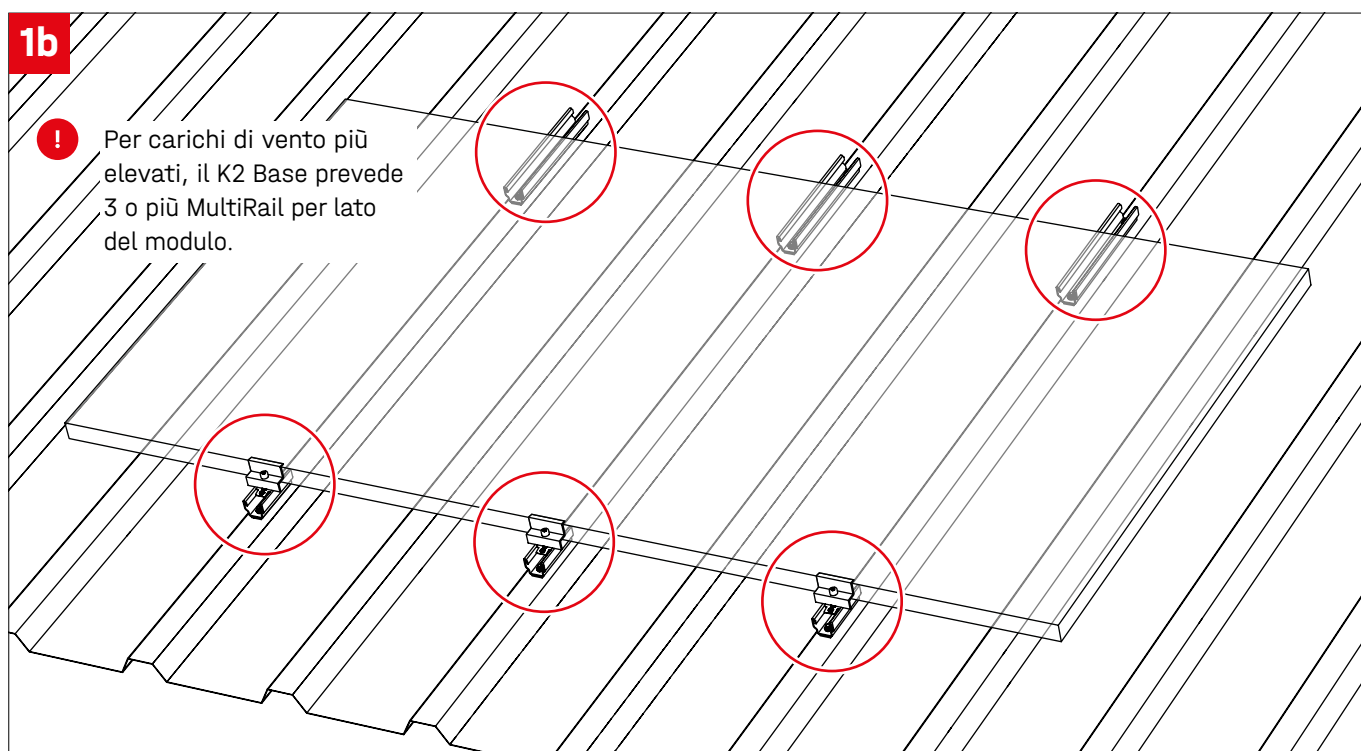 1b
!
Per carichi di vento più
elevati, il K2 Base prevede
3 o più MultiRail per lato
del modulo.